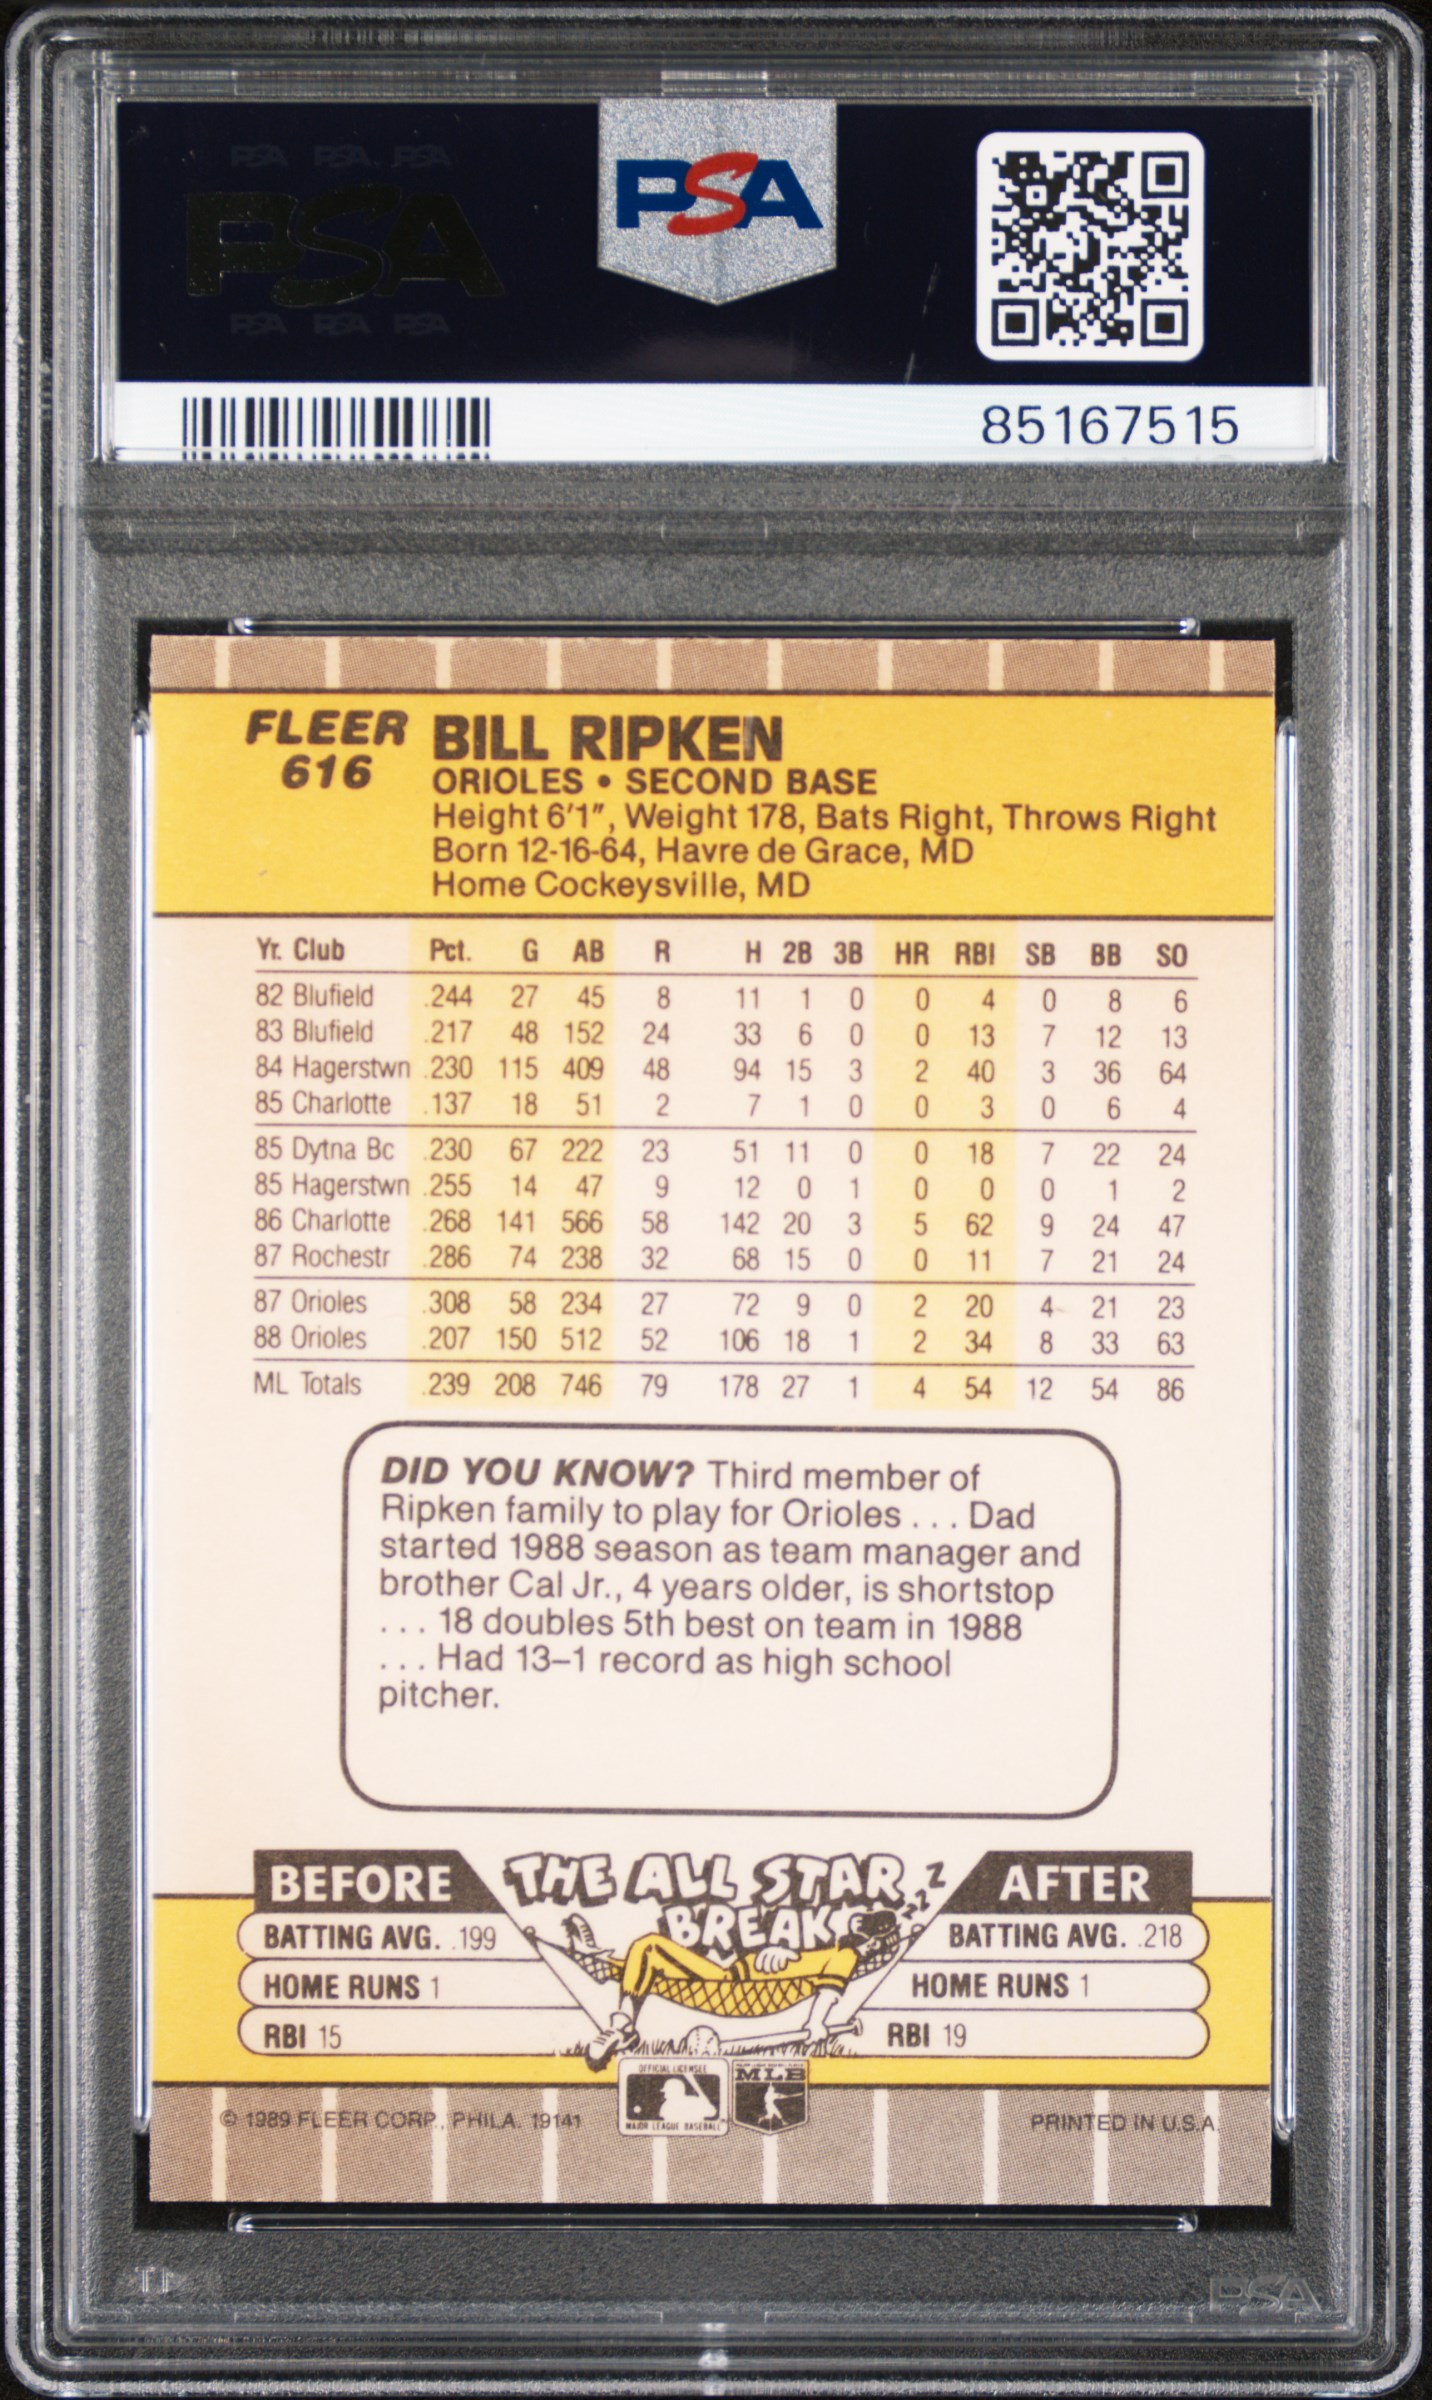 PSA PSA PSA
PSA
PSA PSA PSA
PSA
85167515
FLEER
616
BILL RIPKEN
ORIOLES • SECOND BASE
Height 6'1", Weight 178, Bats Right, Throws Right
Born 12-16-64, Havre de Grace, MD
Home Cockeysville, MD
Yr. Club Pct. G AB R H 2B 3B HR RBI SB BB SO
82 Blufield .244 27 45 8 11 1 0 0 4 0 8 6
83 Blufield .217 48 152 24 33 6 0 0 13 7 12 13
84 Hagerstwn .230 115 409 48 94 15 3 2 40 3 36 64
85 Charlotte .137 18 51 2 7 1 0 0 3 0 6 4
85 Dytna Bc .230 67 222 23 51 11 0 0 18 7 22 24
85 Hagerstwn .255 14 47 9 12 0 1 0 0 0 1 2
86 Charlotte .268 141 566 58 142 20 3 5 62 9 24 47
87 Rochestr .286 74 238 32 68 15 0 0 11 7 21 24
87 Orioles .308 58 234 27 72 9 0 2 20 4 21 23
88 Orioles .207 150 512 52 106 18 1 2 34 8 33 63
ML Totals .239 208 746 79 178 27 1 4 54 12 54 86
DID YOU KNOW? Third member of
Ripken family to play for Orioles . . . Dad
started 1988 season as team manager and
brother Cal Jr., 4 years older, is shortstop
. . . 18 doubles 5th best on team in 1988
. . . Had 13–1 record as high school
pitcher.
BEFORE THE ALL STAR BREAK zzz AFTER
BATTING AVG. .199 BATTING AVG. .218
HOME RUNS 1 HOME RUNS 1
RBI 15 RBI 19
OFFICIAL LICENSEE MLB
MAJOR LEAGUE BASEBALL
© 1989 FLEER CORP., PHILA. 19141 PRINTED IN U.S.A.
PSA